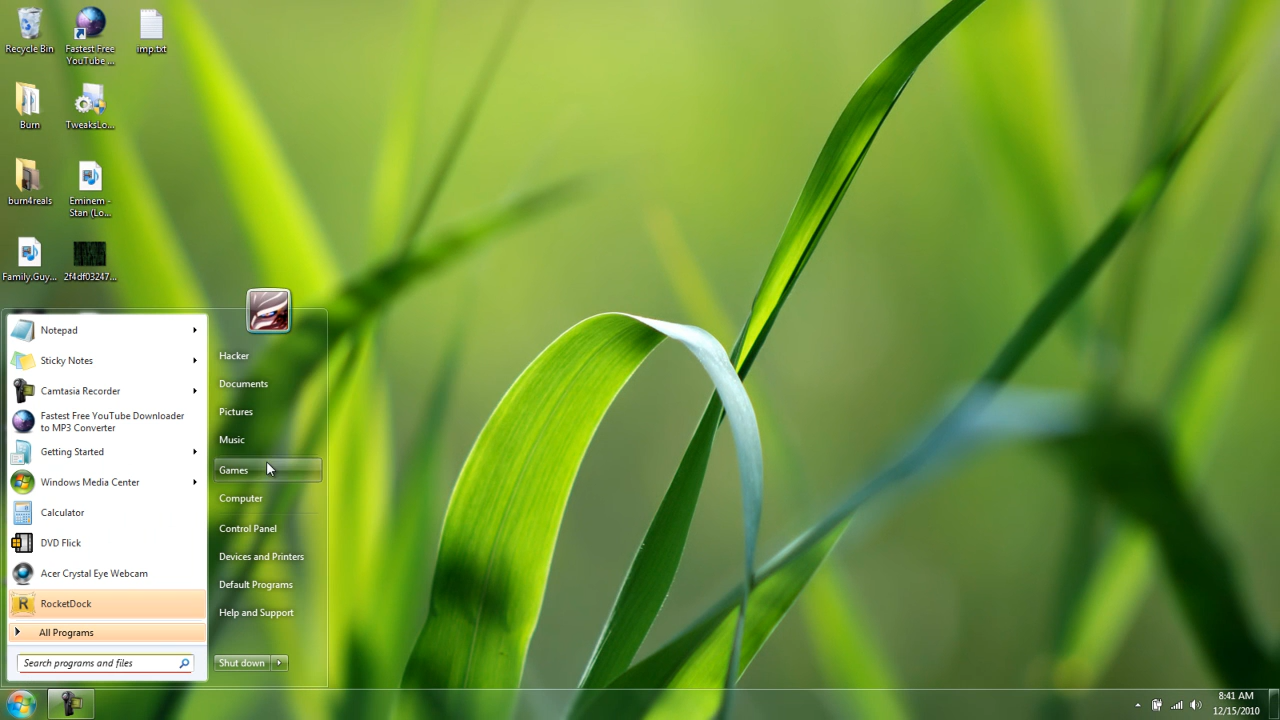 Recycle Bin
Fastest Free
YouTube ...
imp.txt
Burn
TweaksLo...
burn4reals
Eminem -
Stan (Lo...
Family.Guy...
2f4df03247...
Notepad
Sticky Notes
Camtasia Recorder
Fastest Free YouTube Downloader
to MP3 Converter
Getting Started
Windows Media Center
Calculator
DVD Flick
Acer Crystal Eye Webcam
R
RocketDock
All Programs
Search programs and files
Hacker
Documents
Pictures
Music
Games
Computer
Control Panel
Devices and Printers
Default Programs
Help and Support
Shut down
8:41 AM
12/15/2010